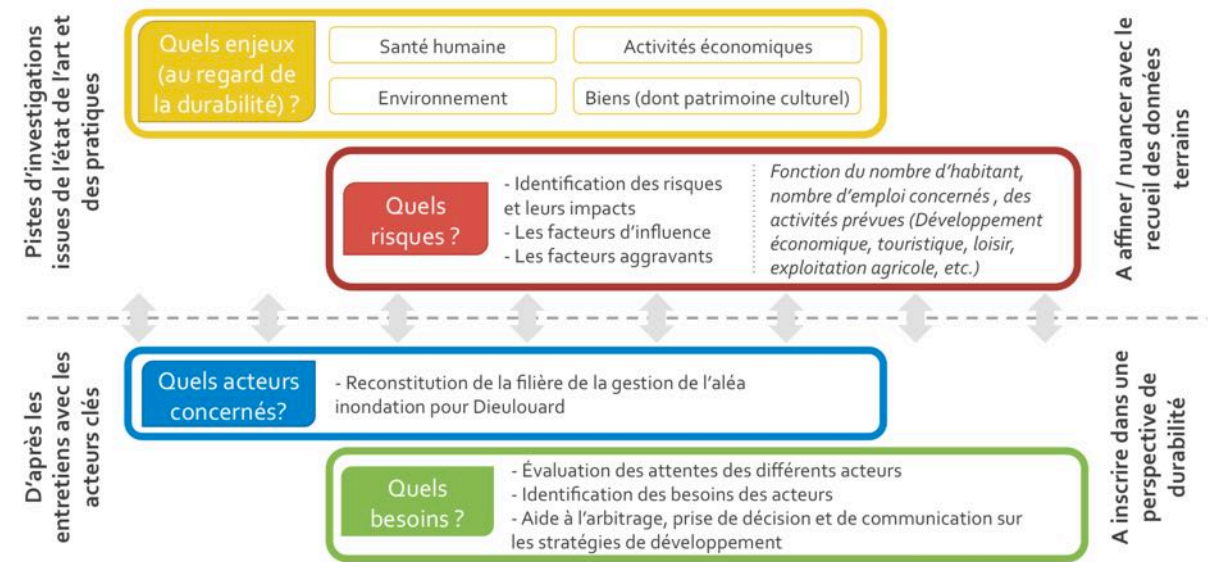 Pistes d'investigations
issues de l'état de l'art et
des pratiques
Quels enjeux
(au regard de
la durabilité) ?
Santé humaine
Activités économiques
Environnement
Biens (dont patrimoine culturel)
Quels
risques ?
- Identification des risques
et leurs impacts
- Les facteurs d'influence
- Les facteurs aggravants
Fonction du nombre d'habitant,
nombre d'emploi concernés , des
activités prévues (Développement
économique, touristique, loisir,
exploitation agricole, etc.)
A affiner / nuancer avec le
recueil des données
terrains
D'après les
entretiens avec les
acteurs clés
Quels acteurs
concernés?
- Reconstitution de la filière de la gestion de l'aléa
inondation pour Dieulouard
Quels
besoins ?
- Évaluation des attentes des différents acteurs
- Identification des besoins des acteurs
- Aide à l'arbitrage, prise de décision et de communication sur
les stratégies de développement
A inscrire dans une
perspective de
durabilité